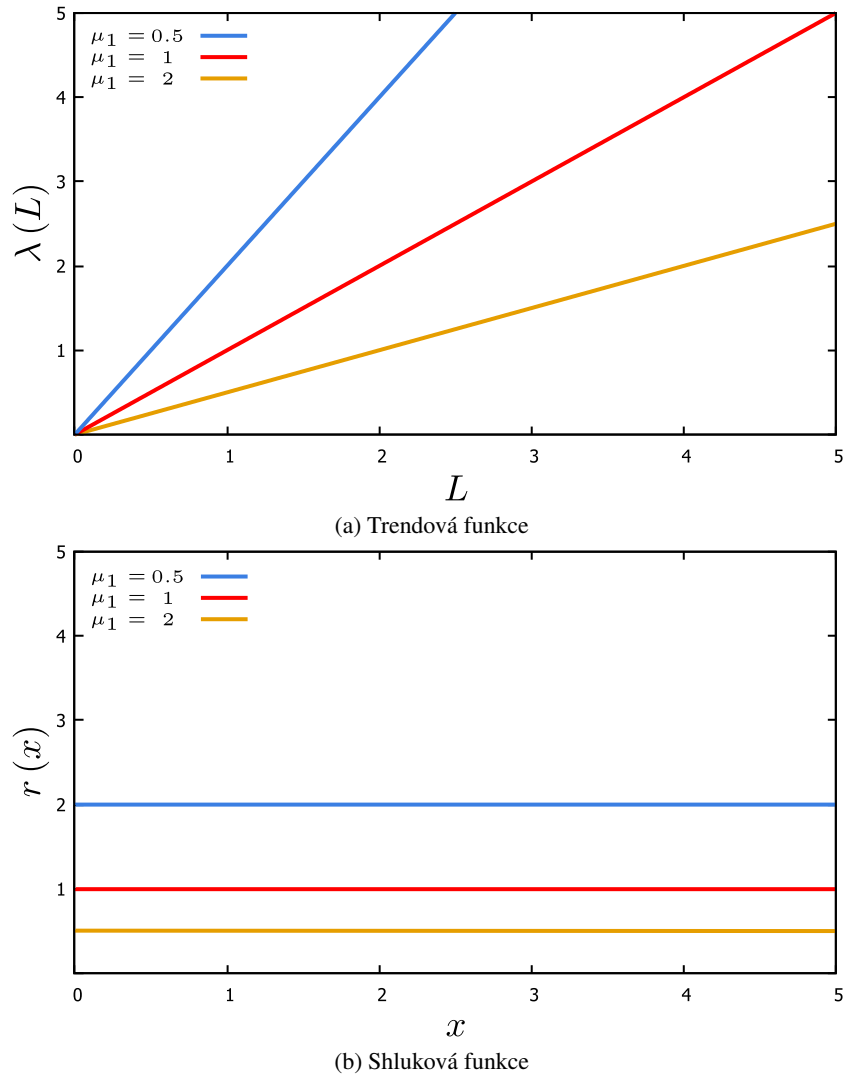 5
μ1 = 0.5
μ1 = 1
μ1 = 2
4
3
λ (L)
2
1
0 1 2 3 4 5
L
(a) Trendová funkce
5
μ1 = 0.5
μ1 = 1
μ1 = 2
4
3
r (x)
2
1
0 1 2 3 4 5
x
(b) Shluková funkce